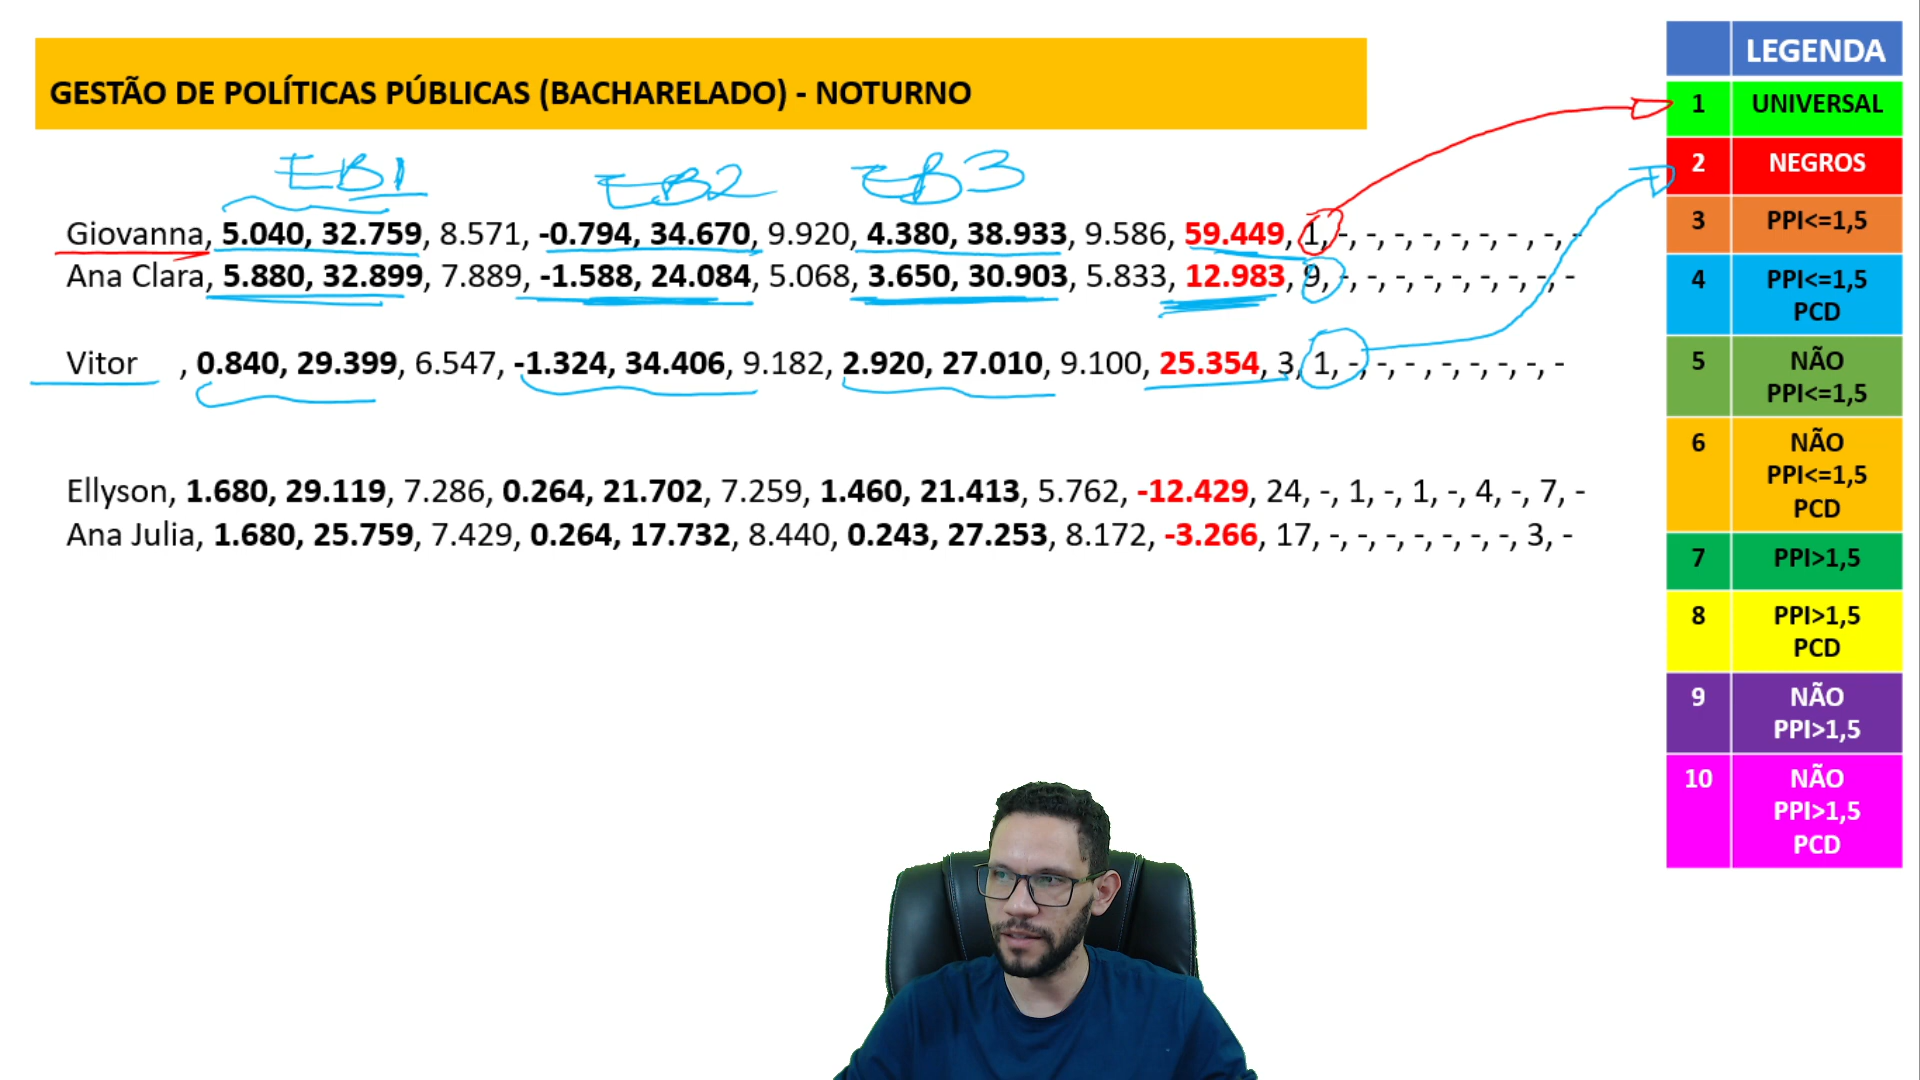 GESTÃO DE POLÍTICAS PÚBLICAS (BACHARELADO) - NOTURNO
EB1 EB2 EB3
Giovanna, 5.040, 32.759, 8.571, -0.794, 34.670, 9.920, 4.380, 38.933, 9.586, 59.449, 1, -, -, -, -, -, -, - , -, -
Ana Clara, 5.880, 32.899, 7.889, -1.588, 24.084, 5.068, 3.650, 30.903, 5.833, 12.983, 9, -, -, -, -, -, -, -, -, -
Vitor , 0.840, 29.399, 6.547, -1.324, 34.406, 9.182, 2.920, 27.010, 9.100, 25.354, 3, 1, -, -, - , -, -, -, -, -
Ellyson, 1.680, 29.119, 7.286, 0.264, 21.702, 7.259, 1.460, 21.413, 5.762, -12.429, 24, -, 1, -, 1, -, 4, -, 7, -
Ana Julia, 1.680, 25.759, 7.429, 0.264, 17.732, 8.440, 0.243, 27.253, 8.172, -3.266, 17, -, -, -, -, -, -, -, 3, -
LEGENDA
1 UNIVERSAL
2 NEGROS
3 PPI<=1,5
4 PPI<=1,5
PCD
5 NÃO
PPI<=1,5
6 NÃO
PPI<=1,5
PCD
7 PPI>1,5
8 PPI>1,5
PCD
9 NÃO
PPI>1,5
10 NÃO
PPI>1,5
PCD